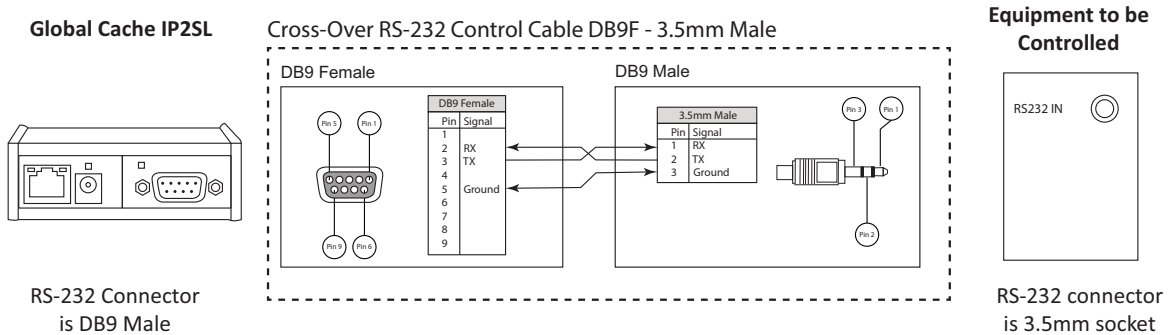 Global Cache IP2SL
Cross-Over RS-232 Control Cable DB9F - 3.5mm Male
Equipment to be
Controlled
DB9 Female
DB9 Male
Pin 5
Pin 1
Pin 9
Pin 6
DB9 Female
Pin Signal
1
2 RX
3 TX
4
5 Ground
6
7
8
9
3.5mm Male
Pin Signal
1 RX
2 TX
3 Ground
Pin 3
Pin 1
Pin 2
RS232 IN
RS-232 Connector
is DB9 Male
RS-232 connector
is 3.5mm socket